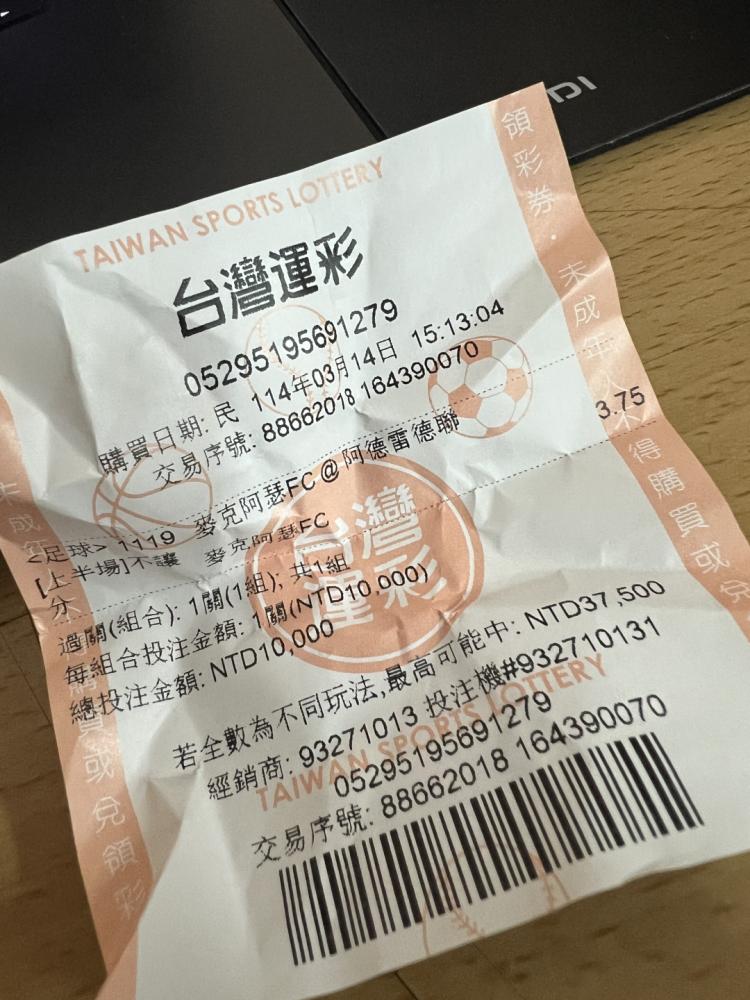 DI
TAIWAN SPORTS LOTTERY
台灣運彩
05295195691279
購買日期: 民 114年03月14日 15:13:04
交易序號: 88662018 164390070
<足球> 1119 麥克阿瑟FC@阿德雷德聯
[上半場]不讓分 麥克阿瑟FC 3.75
過關(組合): 1關(1組); 共1組
每組合投注金額: 1關(NTD10,000)
總投注金額: NTD10,000
若全數為不同玩法,最高可能中: NTD37,500
經銷商: 93271013 投注機#932710131
05295195691279
交易序號: 88662018 164390070
台灣運彩
TAIWAN SPORTS LOTTERY
領彩券・未成年人不得購買或兌
未成年
購買或兌領彩